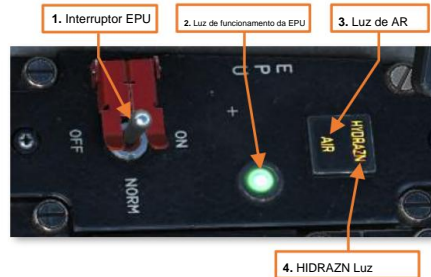 1. Interruptor EPU
2. Luz de funcionamento da EPU
3. Luz de AR
EPU
OFF
NORM
ON
HYDRAZN
AIR
4. HIDRAZN Luz